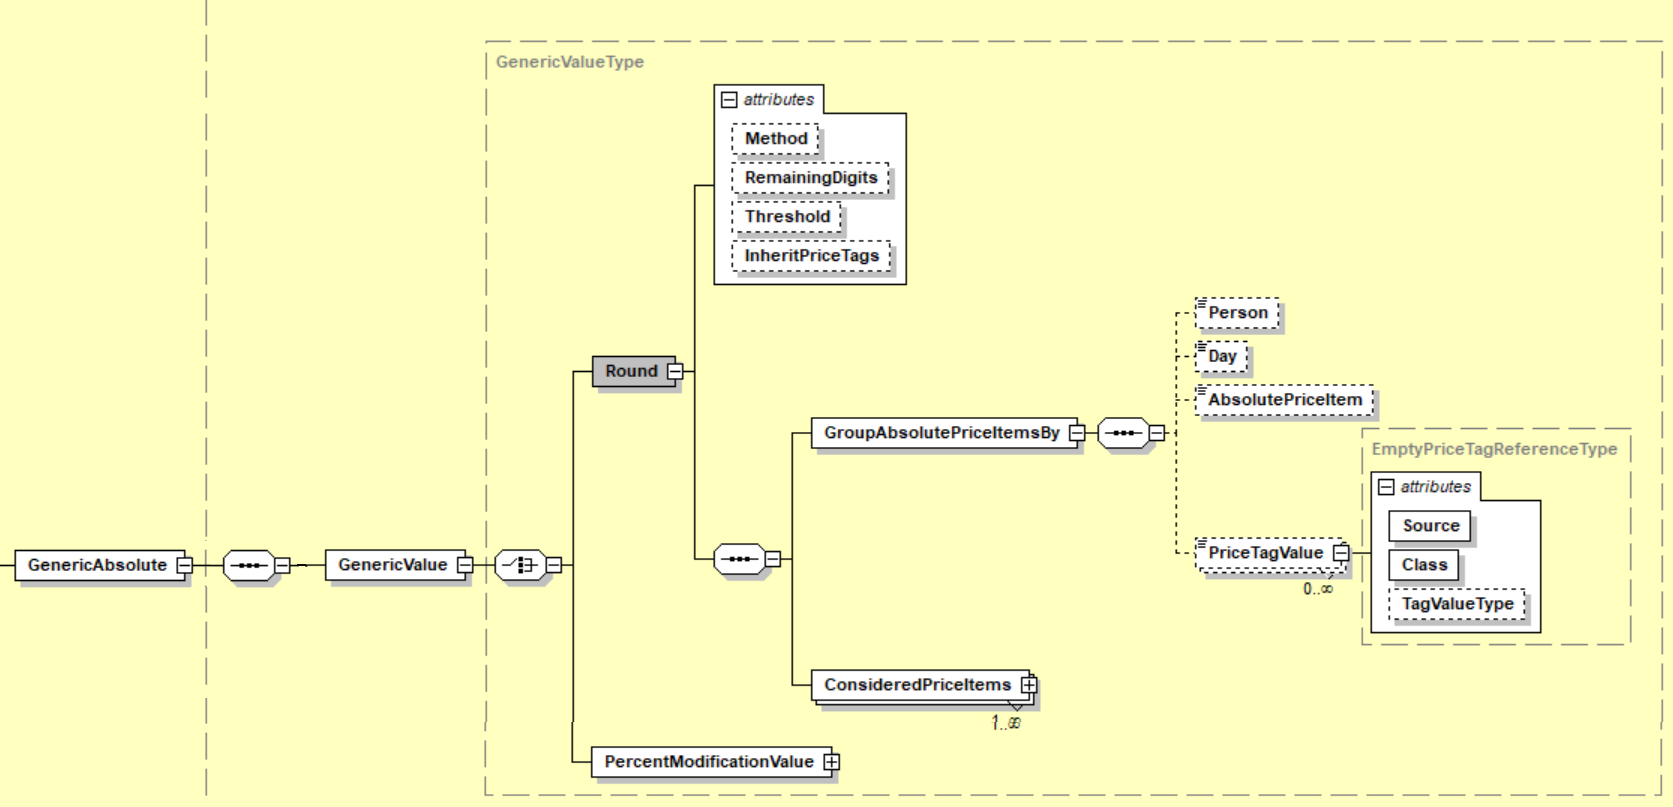 GenericValueType
attributes
Method
RemainingDigits
Threshold
InheritPriceTags
Person
Day
Round
AbsolutePriceItem
GroupAbsolutePriceItemsBy
EmptyPriceTagReferenceType
attributes
Source
PriceTagValue
0..∞
GenericAbsolute
GenericValue
Class
TagValueType
ConsideredPriceItems
1..∞
PercentModificationValue